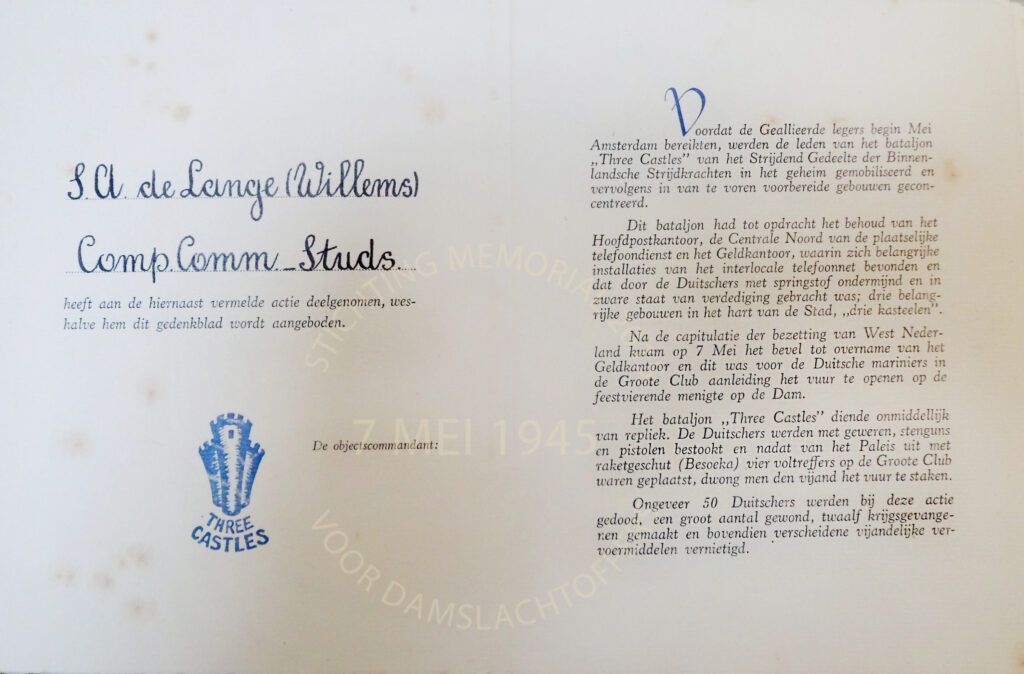 S.A. de Lange (Willems)
Comp. Comm. Studs.
heeft aan de hiernaast vermelde actie deelgenomen, wes-
halve hem dit gedenkblad wordt aangeboden.
De objectscommandant:
THREE
CASTLES
Voordat de Geallieerde legers begin Mei
Amsterdam bereikten, werden de leden van het bataljon
„Three Castles” van het Strijdend Gedeelte der Binnen-
landsche Strijdkrachten in het geheim gemobiliseerd en
vervolgens in van te voren voorbereide gebouwen gecon-
centreerd.
Dit bataljon had tot opdracht het behoud van het
Hoofdpostkantoor, de Centrale Noord van de plaatselijke
telefoondienst en het Geldkantoor, waarin zich belangrijke
installaties van het interlocale telefoonnet bevonden en
dat door de Duitschers met springstof ondermijnd en in
zware staat van verdediging gebracht was; drie belang-
rijke gebouwen in het hart van de Stad, „drie kasteelen”.
Na de capitulatie der bezetting van West Neder-
land kwam op 7 Mei het bevel tot overname van het
Geldkantoor en dit was voor de Duitsche mariniers in
de Groote Club aanleiding het vuur te openen op de
feestvierende menigte op de Dam.
Het bataljon „Three Castles” diende onmiddellijk
van repliek. De Duitschers werden met geweren, stenguns
en pistolen bestookt en nadat van het Paleis uit met
raketgeschut (Besoeka) vier voltreffers op de Groote Club
waren geplaatst, dwong men den vijand het vuur te staken.
Ongeveer 50 Duitschers werden bij deze actie
gedood, een groot aantal gewond, twaalf krijgsgevange-
nen gemaakt en bovendien verscheidene vijandelijke ver-
voermiddelen vernietigd.
STICHTING MEMORIAL
7 MEI 1945
VOOR DAMSLACHTOFF